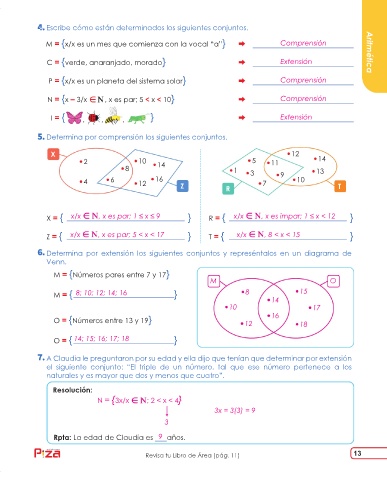 4. Escribe cómo están determinados los siguientes conjuntos.
M = {x/x es un mes que comienza con la vocal "a"} ➡ Comprensión
C = {verde, anaranjado, morado} ➡ Extensión
P = {x/x es un planeta del sistema solar} ➡ Comprensión
N = {x – 3/x ∈ ℕ, x es par; 5 < x < 10} ➡ Comprensión
I = { , , , } ➡ Extensión
Aritmética
5. Determina por comprensión los siguientes conjuntos.
X
•2 •10 •14
•8
•4 •6 •12 •16
Z
•12
•5 •11 •14
•1 •3 •9 •13
•7 •10
R T
X = { x/x ∈ ℕ, x es par; 1 ≤ x ≤ 9 } R = { x/x ∈ ℕ, x es impar; 1 ≤ x < 12 }
Z = { x/x ∈ ℕ, x es par; 5 < x < 17 } T = { x/x ∈ ℕ; 8 < x < 15 }
6. Determina por extensión los siguientes conjuntos y represéntalos en un diagrama de
Venn.
M = {Números pares entre 7 y 17}
M = { 8; 10; 12; 14; 16 }
O = {Números entre 13 y 19}
O = { 14; 15; 16; 17; 18 }
M O
•8 •15
•14
•10 •17
•16
•12 •18
7. A Claudia le preguntaron por su edad y ella dijo que tenían que determinar por extensión
el siguiente conjunto: "El triple de un número, tal que ese número pertenece a los
naturales y es mayor que dos y menos que cuatro".
Resolución:
N = {3x/x ∈ ℕ; 2 < x < 4}
3x = 3(3) = 9
3
Rpta: La edad de Claudia es 9 años.
Pizá
Revisa tu Libro de Área (pág. 11)
13